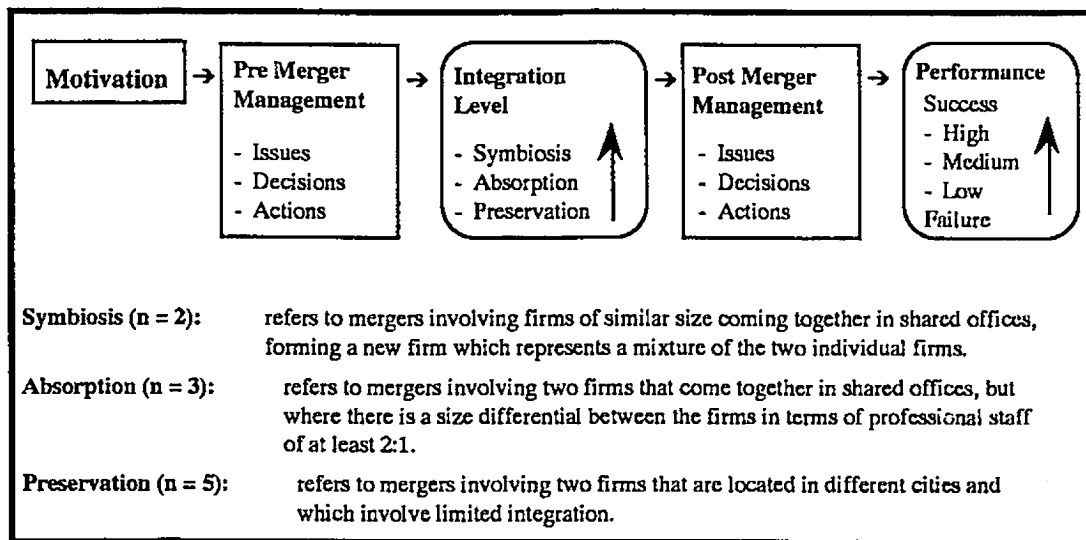 Motivation
Pre Merger
Management
- Issues
- Decisions
- Actions
Integration
Level
- Symbiosis
- Absorption
- Preservation
Post Merger
Management
- Issues
- Decisions
- Actions
Performance
Success
- High
- Medium
- Low
Failure
Symbiosis (n = 2): refers to mergers involving firms of similar size coming together in shared offices,
forming a new firm which represents a mixture of the two individual firms.
Absorption (n = 3): refers to mergers involving two firms that come together in shared offices, but
where there is a size differential between the firms in terms of professional staff
of at least 2:1.
Preservation (n = 5): refers to mergers involving two firms that are located in different cities and
which involve limited integration.